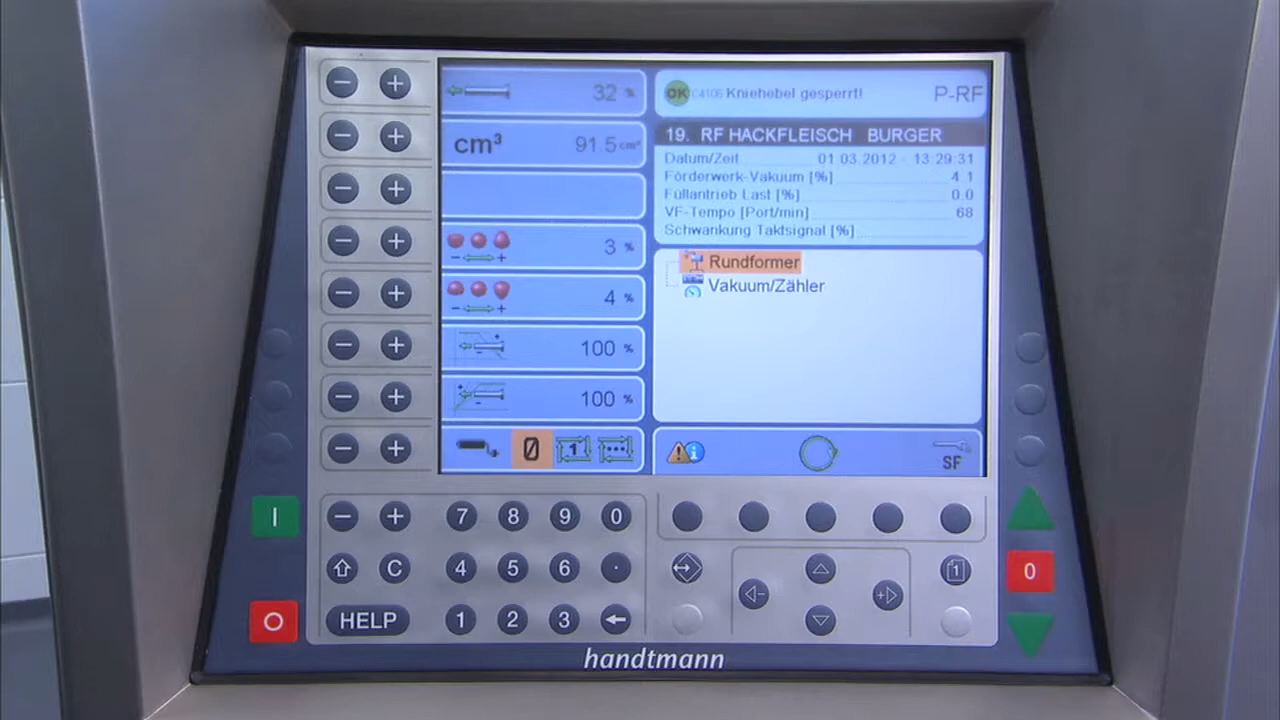 32 %
cm³ 91.5 cm³
3 %
4 %
100 %
100 %
0 1
OK C4106 Kniehebel gesperrt! P-RF
19. RF HACKFLEISCH BURGER
Datum/Zeit 01.03.2012 - 13:29:31
Förderwerk-Vakuum [%] 4.1
Füllantrieb Last [%] 0.0
VF-Tempo [Port/min] 68
Schwankung Taktsignal [%]
Rundformer
Vakuum/Zähler
SF
I
7 8 9 0
C 4 5 6 · 1
HELP 1 2 3
0
O
handtmann